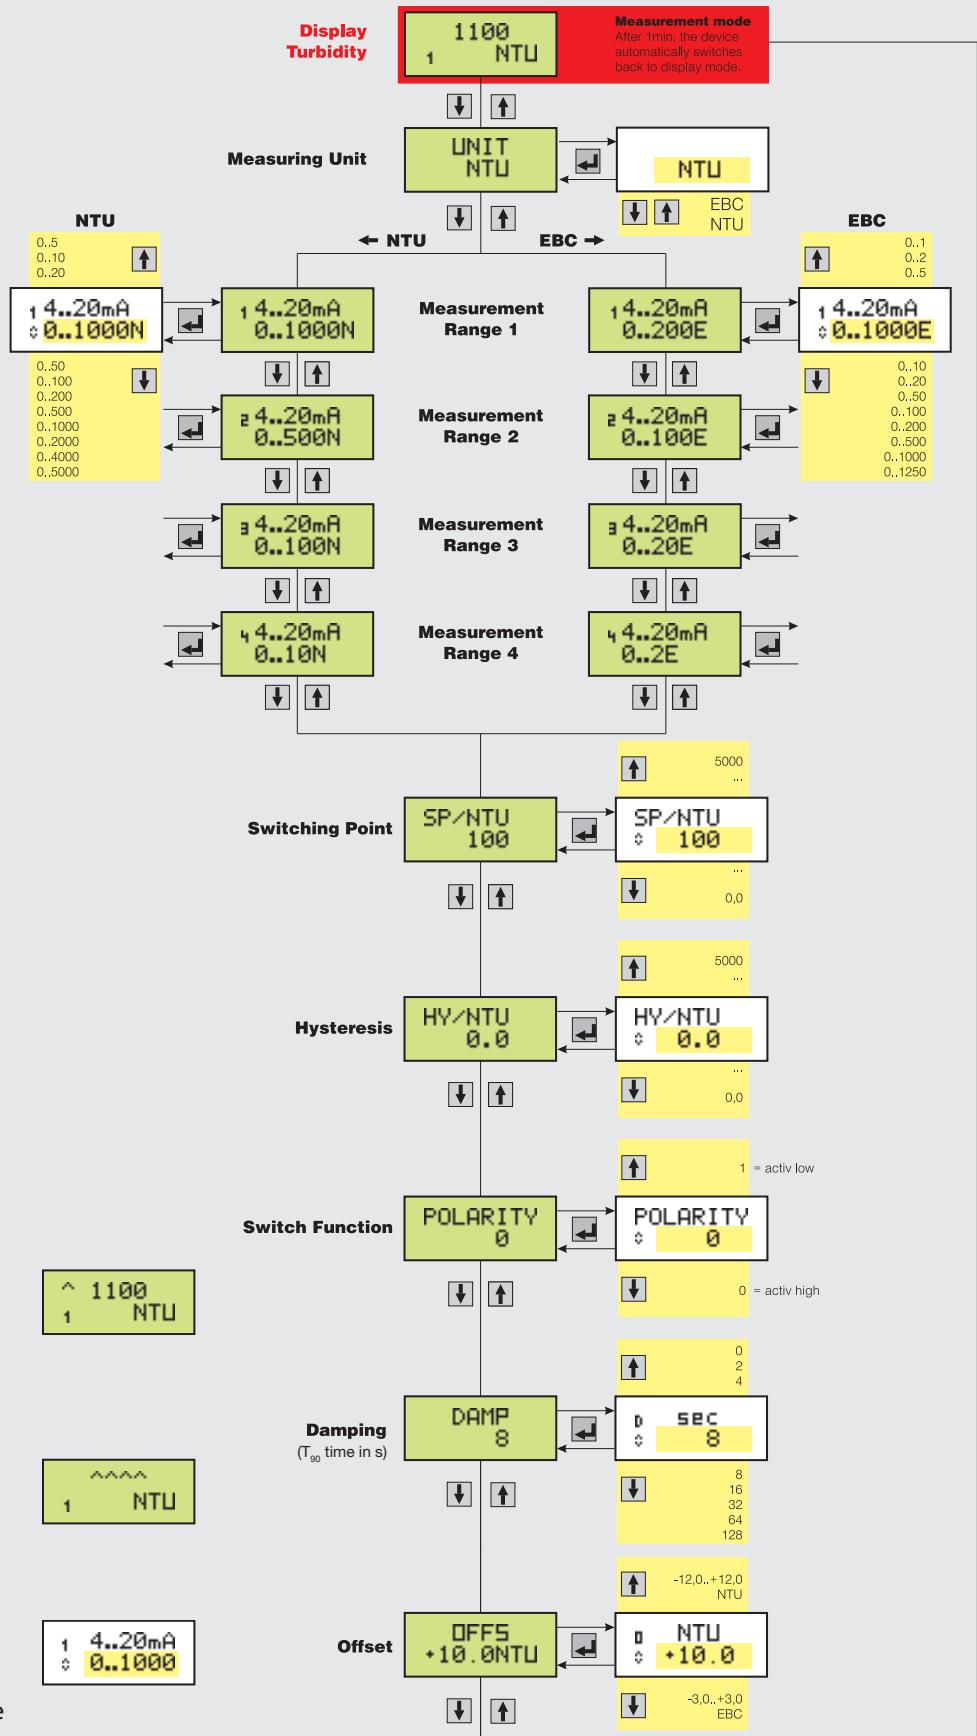 Display
Turbidity
1100
1 NTU
Measurement mode
After 1min. the device
automatically switches
back to display mode.
Measuring Unit
UNIT
NTU
NTU
EBC
NTU
← NTU
EBC →
NTU
0..5
0..10
0..20
1 4..20mA
0..1000N
0..50
0..100
0..200
0..500
0..1000
0..2000
0..4000
0..5000
1 4..20mA
0..1000N
Measurement
Range 1
1 4..20mA
0..200E
EBC
0..1
0..2
0..5
1 4..20mA
0..1000E
0..10
0..20
0..50
0..100
0..200
0..500
0..1000
0..1250
2 4..20mA
0..500N
Measurement
Range 2
2 4..20mA
0..100E
3 4..20mA
0..100N
Measurement
Range 3
3 4..20mA
0..20E
4 4..20mA
0..10N
Measurement
Range 4
4 4..20mA
0..2E
Switching Point
SP/NTU
100
5000
...
SP/NTU
100
...
0,0
Hysteresis
HY/NTU
0.0
5000
...
HY/NTU
0.0
...
0,0
Switch Function
POLARITY
0
1 = activ low
POLARITY
0
0 = activ high
^ 1100
1 NTU
Damping
(T90 time in s)
DAMP
8
0
2
4
D sec
8
8
16
32
64
128
^^^^
1 NTU
Offset
OFFS
+10.0NTU
-12,0..+12,0
NTU
O NTU
+10.0
-3,0..+3,0
EBC
1 4..20mA
0..1000
e